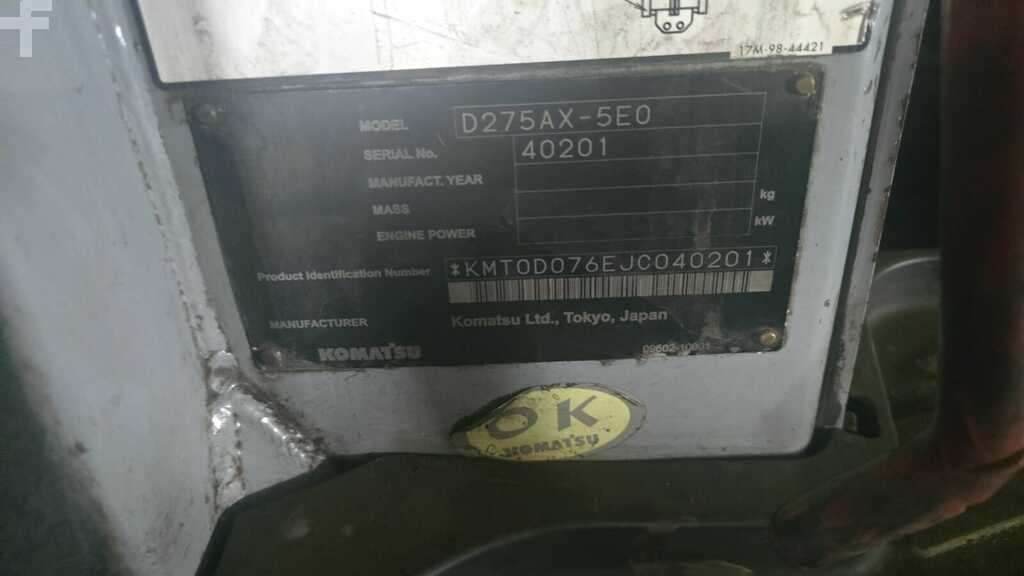 17M-98-44421
MODEL D275AX-5E0
SERIAL No. 40201
MANUFACT. YEAR
MASS kg
ENGINE POWER kW
Product Identification Number *KMT0D076EJC040201*
MANUFACTURER Komatsu Ltd., Tokyo, Japan
KOMATSU
OK
KOMATSU